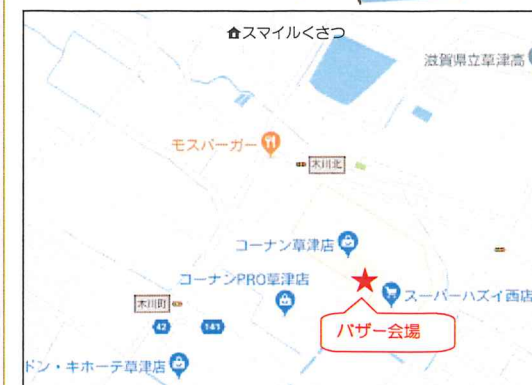 スマイルくさつ
滋賀県立草津高
モスバーガー
木川北
コーナン草津店
コーナンPRO草津店
スーパーハズイ西店
木川町
バザー会場
42
141
ドン・キホーテ草津店